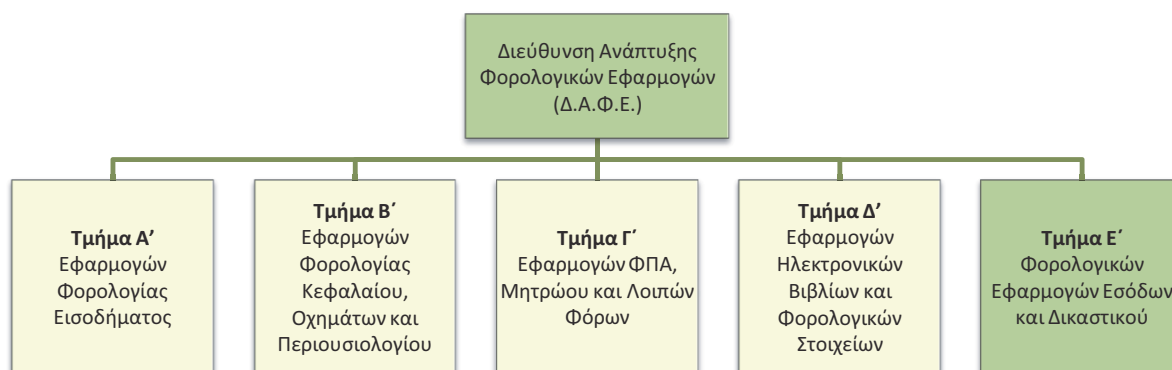 Διεύθυνση Ανάπτυξης
Φορολογικών Εφαρμογών
(Δ.Α.Φ.Ε.)
Τμήμα Α’
Εφαρμογών
Φορολογίας
Εισοδήματος
Τμήμα Β΄
Εφαρμογών
Φορολογίας
Κεφαλαίου,
Οχημάτων και
Περιουσιολογίου
Τμήμα Γ΄
Εφαρμογών ΦΠΑ,
Μητρώου και Λοιπών
Φόρων
Τμήμα Δ’
Εφαρμογών
Ηλεκτρονικών
Βιβλίων και
Φορολογικών
Στοιχείων
Τμήμα Ε΄
Φορολογικών
Εφαρμογών Εσόδων
και Δικαστικού